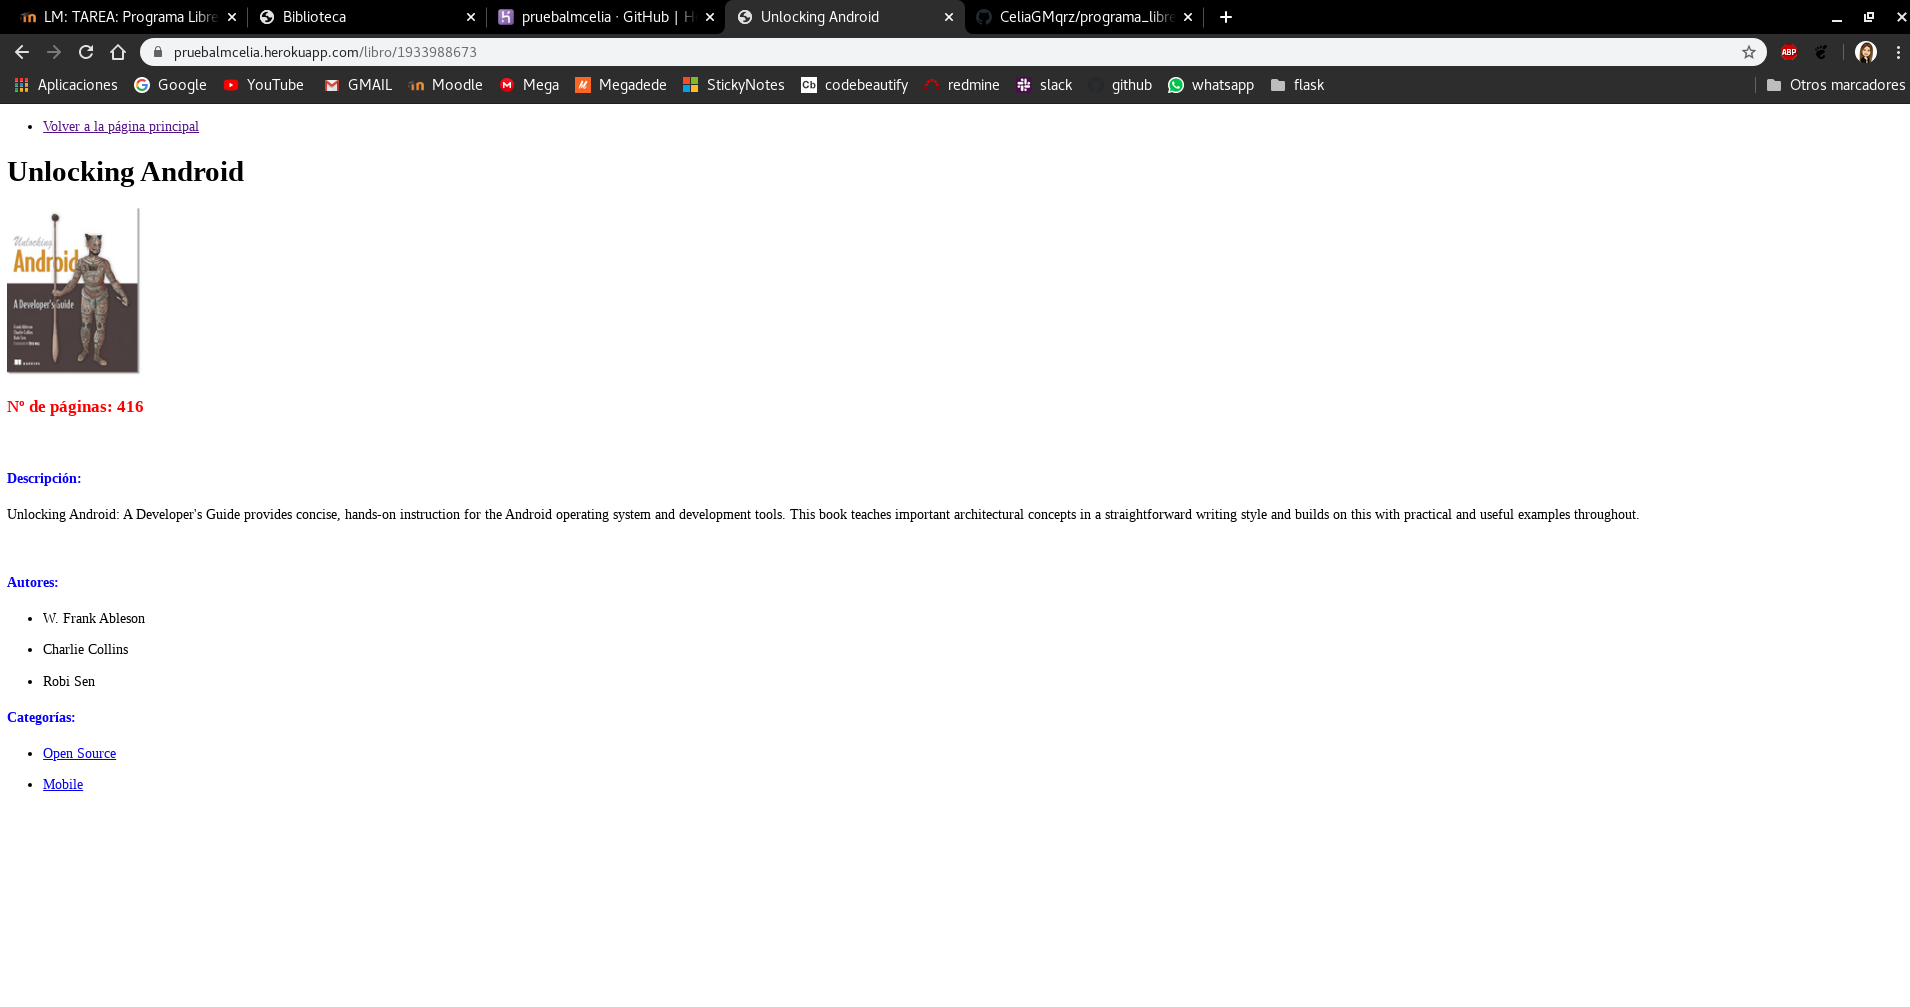 LM: TAREA: Programa Libre
Biblioteca
pruebalmcelia · GitHub | He
Unlocking Android
CeliaGMqrz/programa_libre
pruebalmcelia.herokuapp.com/libro/1933988673
ABP
Aplicaciones
Google
YouTube
GMAIL
Moodle
Mega
Megadede
StickyNotes
Cb codebeautify
redmine
slack
github
whatsapp
flask
Otros marcadores
Volver a la página principal
Unlocking Android
Unlocking
Android
A Developer's Guide
MANNING
Nº de páginas: 416
Descripción:
Unlocking Android: A Developer's Guide provides concise, hands-on instruction for the Android operating system and development tools. This book teaches important architectural concepts in a straightforward writing style and builds on this with practical and useful examples throughout.
Autores:
W. Frank Ableson
Charlie Collins
Robi Sen
Categorías:
Open Source
Mobile